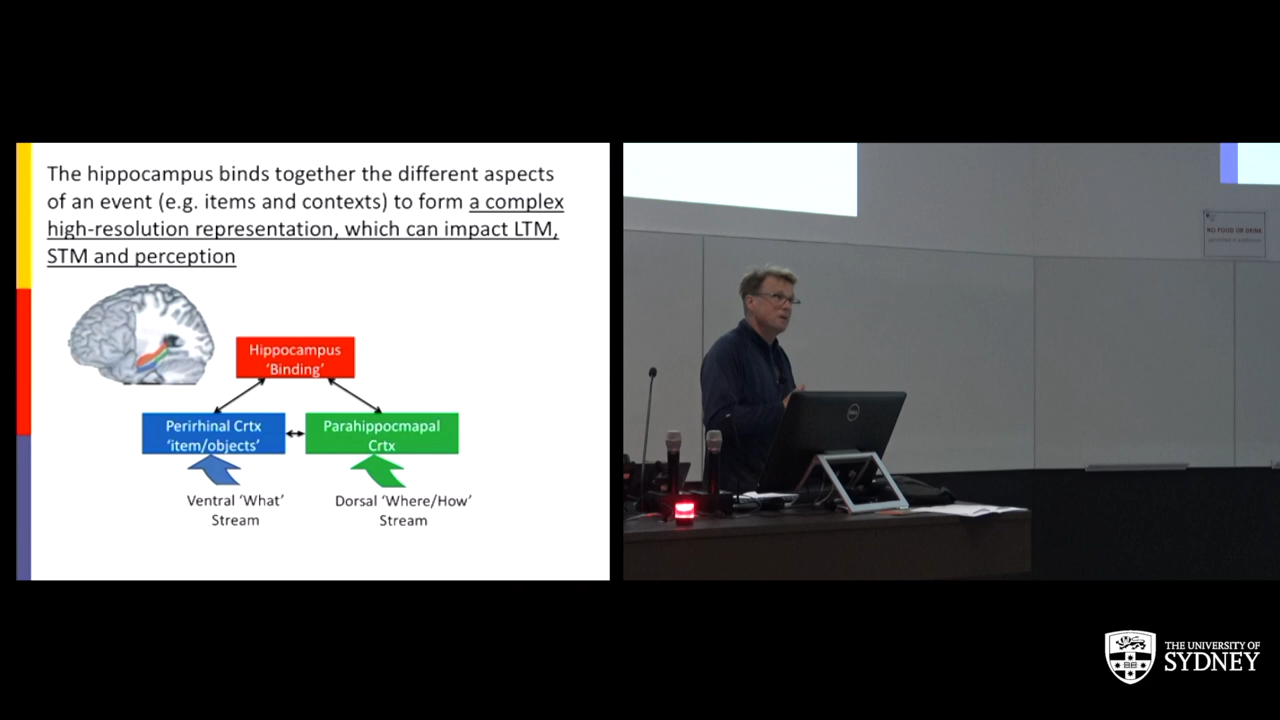 The hippocampus binds together the different aspects
of an event (e.g. items and contexts) to form a complex
high-resolution representation, which can impact LTM,
STM and perception
Hippocampus
'Binding'
Perirhinal Crtx
'item/objects'
Parahippocmapal
Crtx
Ventral 'What'
Stream
Dorsal 'Where/How'
Stream
NO FOOD OR DRINK
DELL
THE UNIVERSITY OF
SYDNEY